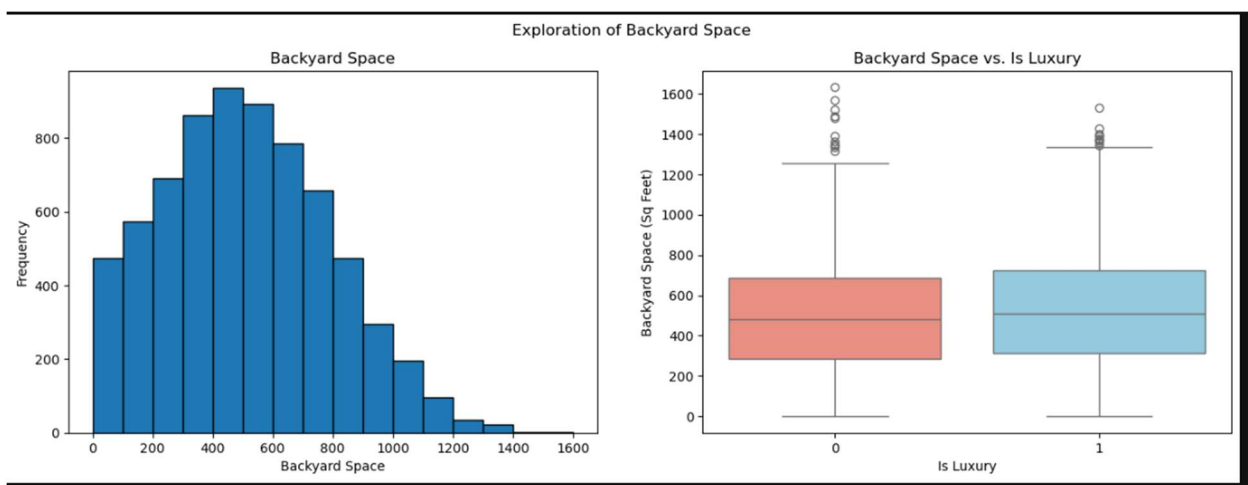 Exploration of Backyard Space
Backyard Space
800
600
400
200
0
Frequency
0 200 400 600 800 1000 1200 1400 1600
Backyard Space
Backyard Space vs. Is Luxury
1600
1400
1200
1000
800
600
400
200
0
Backyard Space (Sq Feet)
0 1
Is Luxury